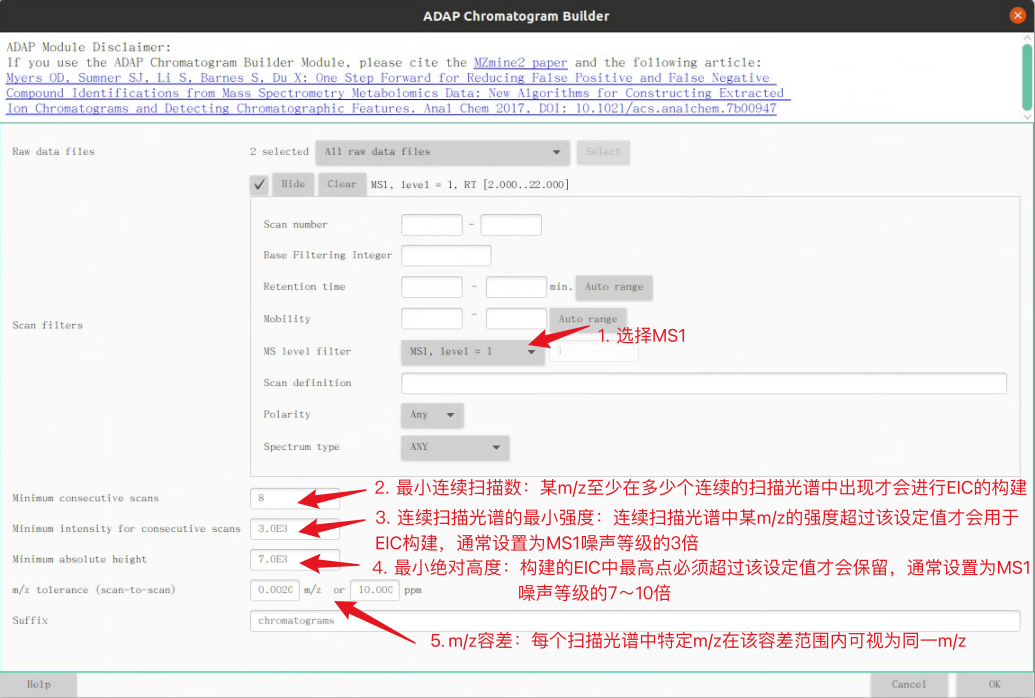 ADAP Chromatogram Builder
ADAP Module Disclaimer:
If you use the ADAP Chromatogram Builder Module, please cite the MZmine2 paper and the following article:
Myers OD, Sumner SJ, Li S, Barnes S, Du X: One Step Forward for Reducing False Positive and False Negative
Compound Identifications from Mass Spectrometry Metabolomics Data: New Algorithms for Constructing Extracted
Ion Chromatograms and Detecting Chromatographic Features. Anal Chem 2017, DOI: 10.1021/acs.analchem.7b00947
Raw data files 2 selected All raw data files Select
Hide Clear MS1, level = 1, RT [2.000..22.000]
Scan number -
Base Filtering Integer
Retention time - min. Auto range
Scan filters
Mobility - Auto range
1. 选择MS1
MS level filter MS1, level = 1 1
Scan definition
Polarity Any
Spectrum type ANY
Minimum consecutive scans 8
2. 最小连续扫描数：某m/z至少在多少个连续的扫描光谱中出现才会进行EIC的构建
Minimum intensity for consecutive scans 3.0E3
3. 连续扫描光谱的最小强度：连续扫描光谱中某m/z的强度超过该设定值才会用于
EIC构建，通常设置为MS1噪声等级的3倍
Minimum absolute height 7.0E3
4. 最小绝对高度：构建的EIC中最高点必须超过该设定值才会保留，通常设置为MS1
噪声等级的7～10倍
m/z tolerance (scan-to-scan) 0.0020 m/z or 10.000 ppm
Suffix chromatograms
5. m/z容差：每个扫描光谱中特定m/z在该容差范围内可视为同一m/z
Help Cancel OK